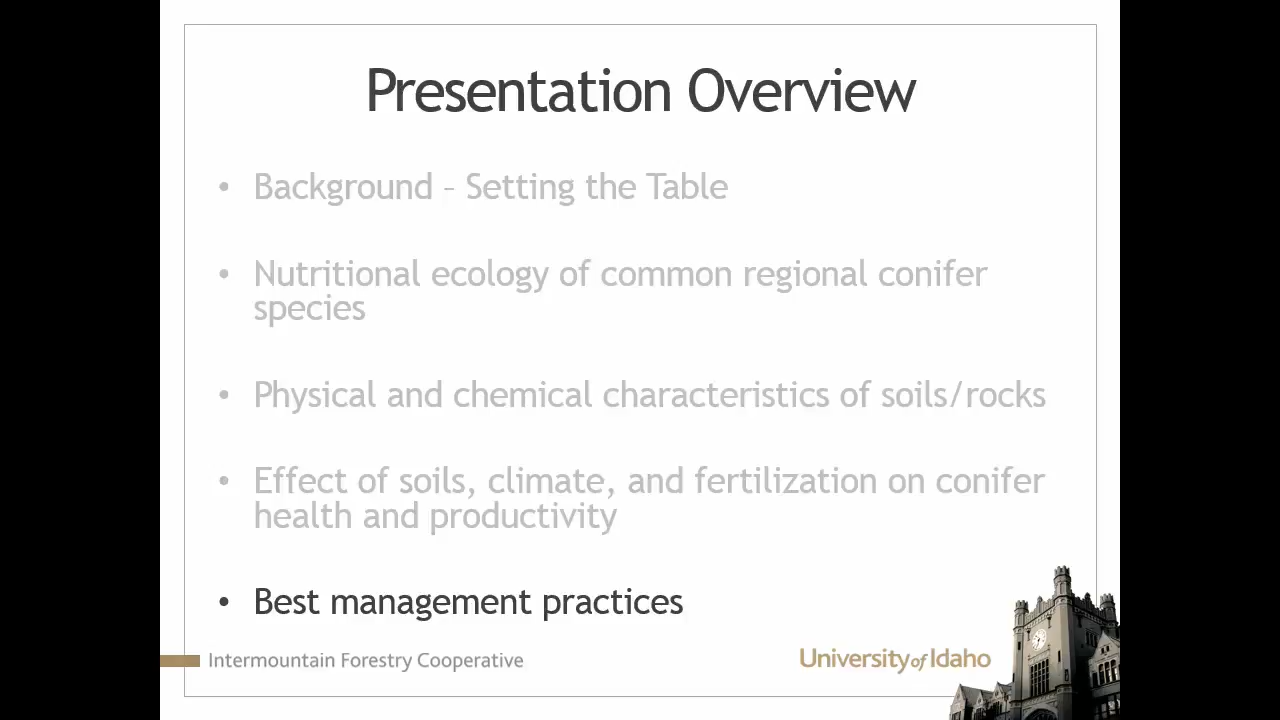 Presentation Overview
• Background – Setting the Table
• Nutritional ecology of common regional conifer
species
• Physical and chemical characteristics of soils/rocks
• Effect of soils, climate, and fertilization on conifer
health and productivity
• Best management practices
Intermountain Forestry Cooperative
University of Idaho